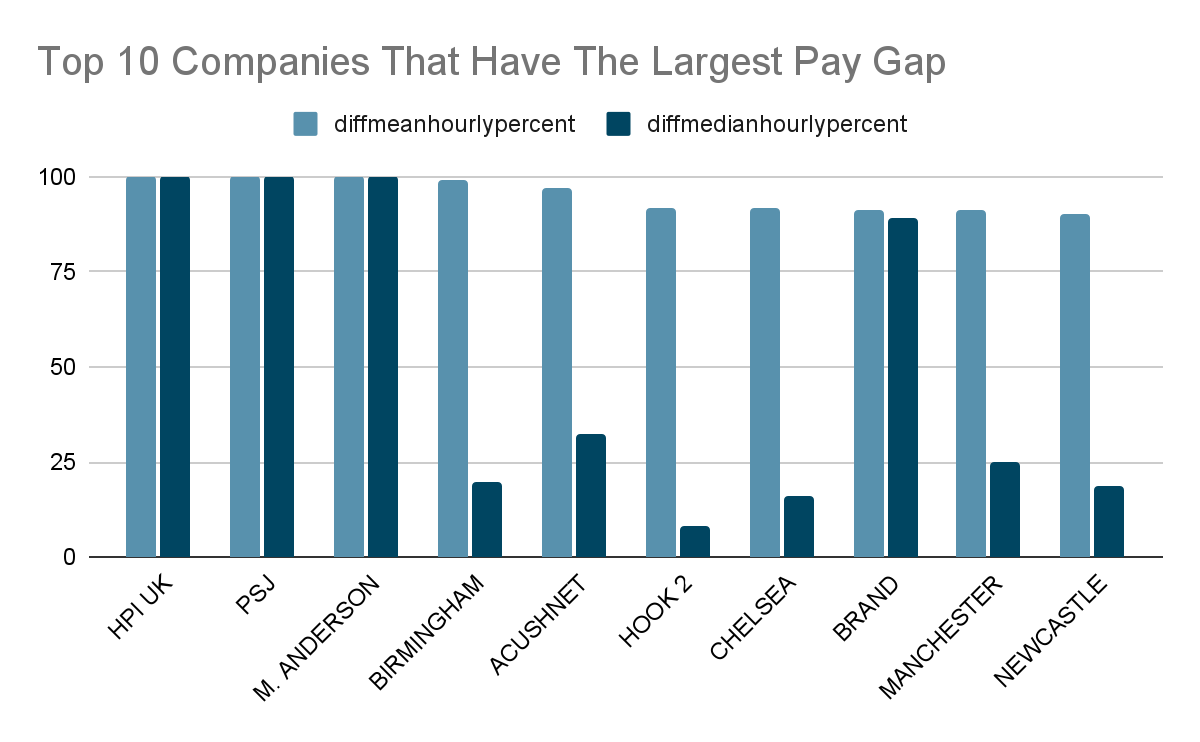 Top 10 Companies That Have The Largest Pay Gap
diffmeanhourlypercent
diffmedianhourlypercent
100
75
50
25
0
HPI UK
PSJ
M. ANDERSON
BIRMINGHAM
ACUSHNET
HOOK 2
CHELSEA
BRAND
MANCHESTER
NEWCASTLE